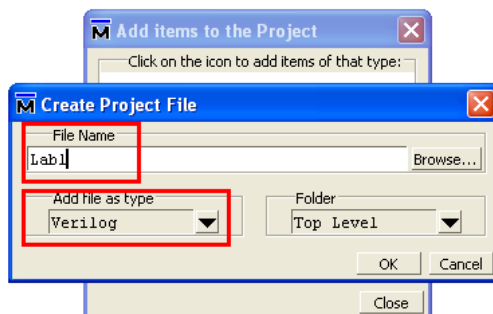 Add items to the Project
Click on the icon to add items of that type:
Create Project File
File Name
Lab1
Browse...
Add file as type
Folder
Verilog
Top Level
OK
Cancel
Close